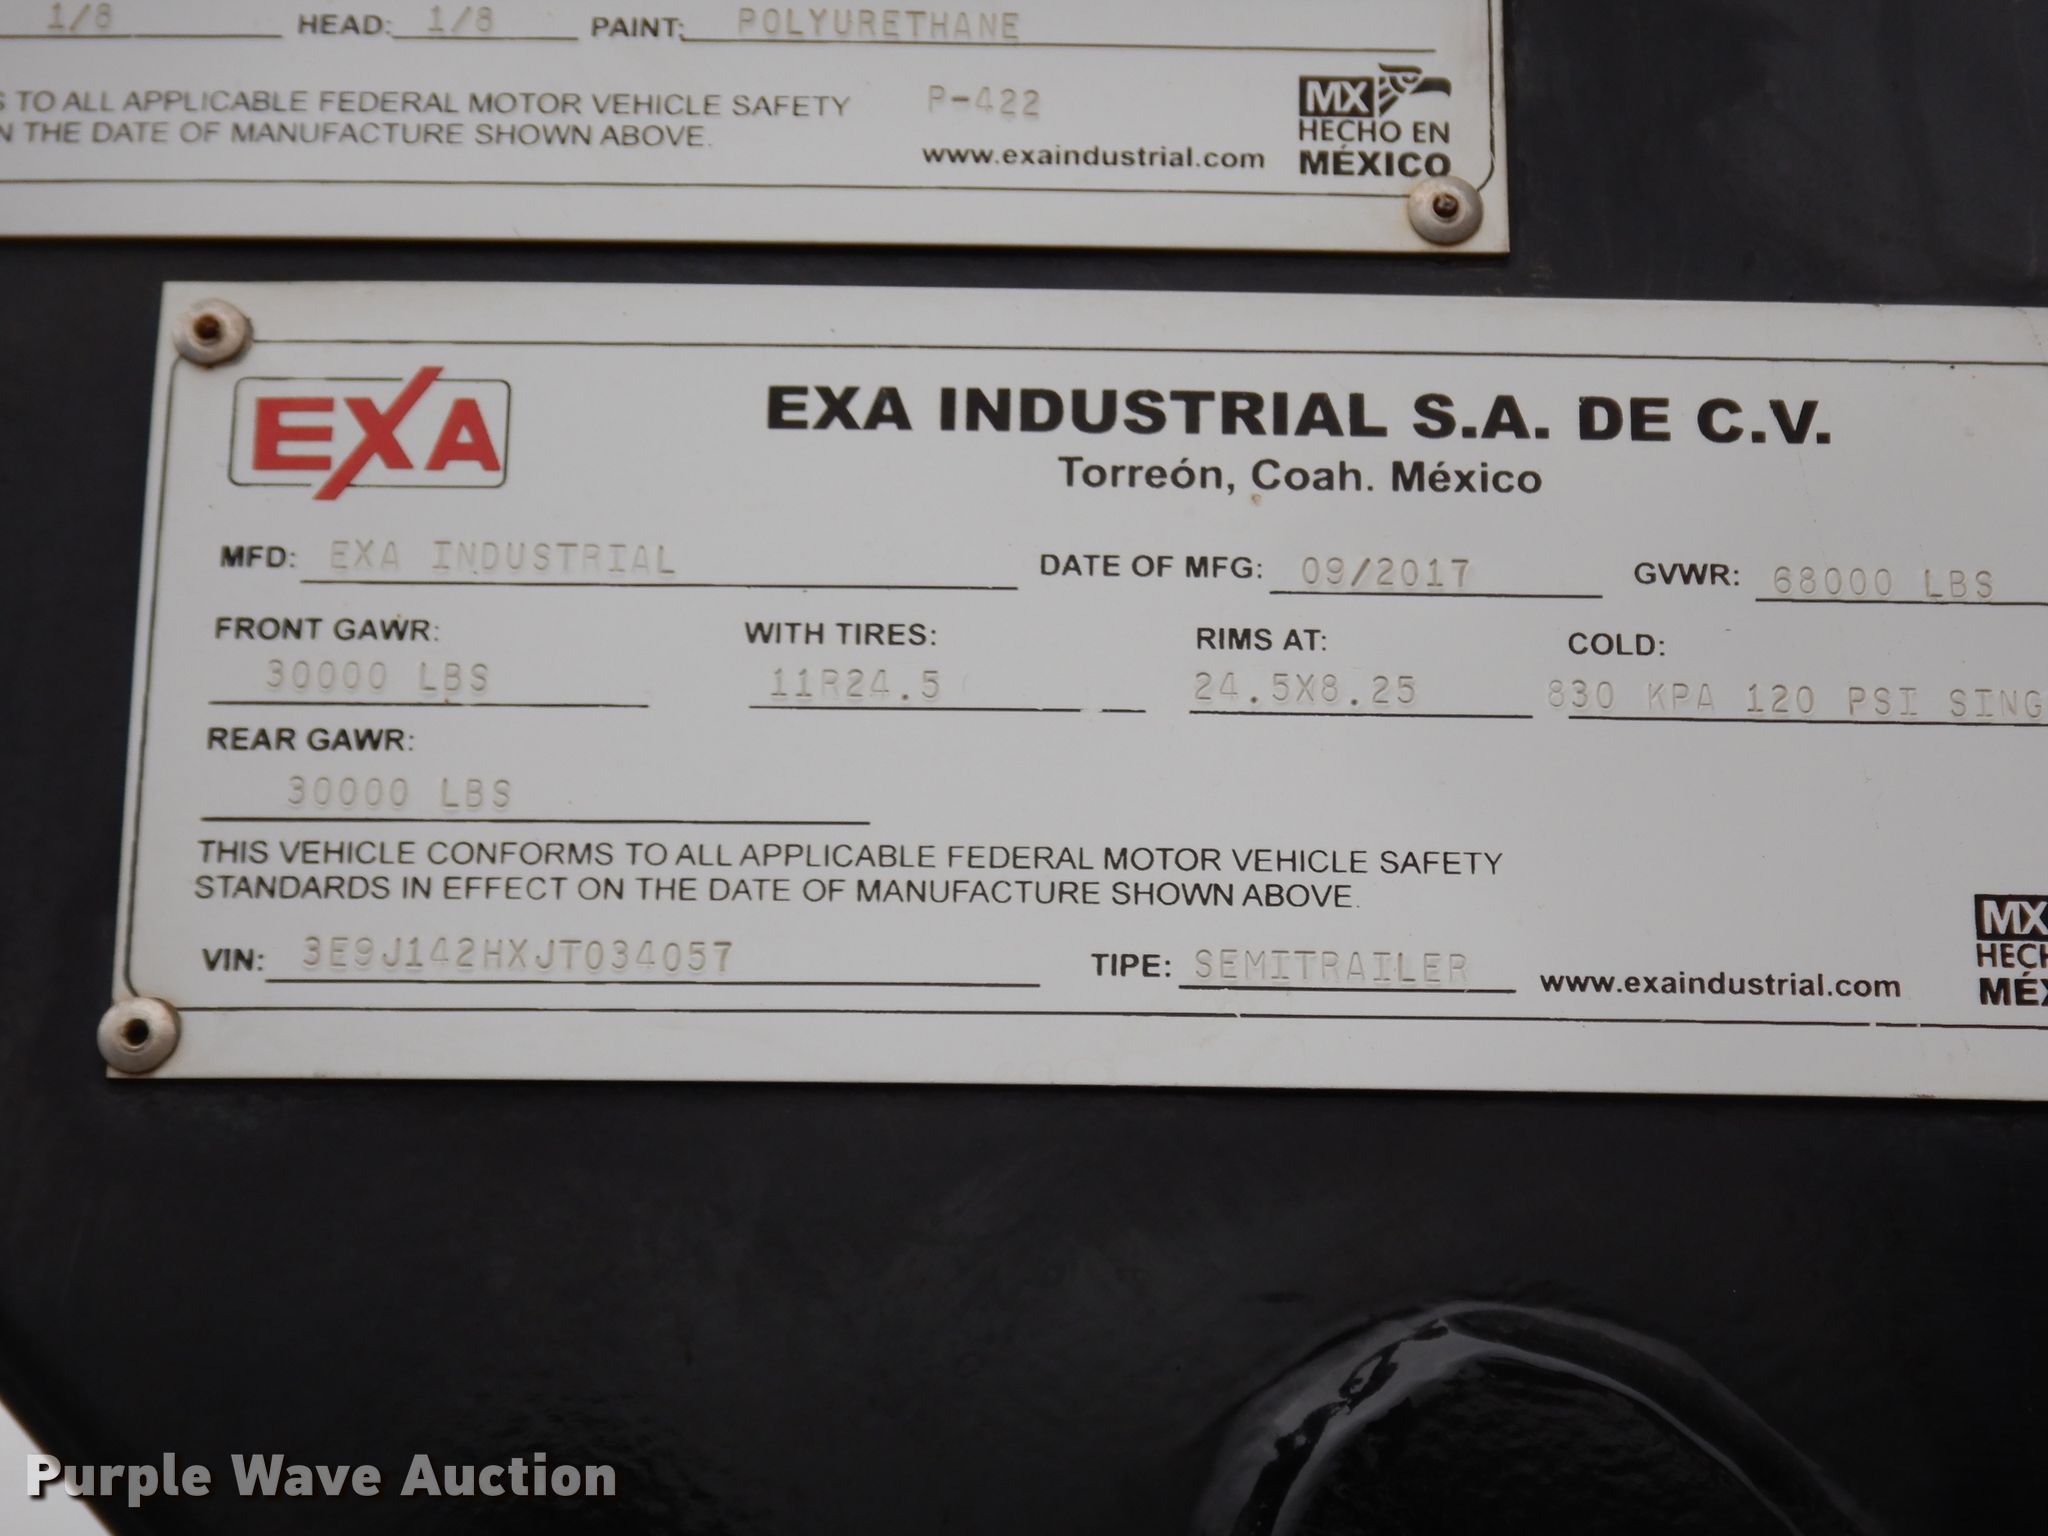 1/8 HEAD: 1/8 PAINT: POLYURETHANE
S TO ALL APPLICABLE FEDERAL MOTOR VEHICLE SAFETY P-422 MX
N THE DATE OF MANUFACTURE SHOWN ABOVE. HECHO EN
www.exaindustrial.com MÉXICO
EXA EXA INDUSTRIAL S.A. DE C.V.
Torreón, Coah. México
MFD: EXA INDUSTRIAL DATE OF MFG: 09/2017 GVWR: 68000 LBS
FRONT GAWR: WITH TIRES: RIMS AT: COLD:
30000 LBS 11R24.5 24.5X8.25 830 KPA 120 PSI SING
REAR GAWR:
30000 LBS
THIS VEHICLE CONFORMS TO ALL APPLICABLE FEDERAL MOTOR VEHICLE SAFETY
STANDARDS IN EFFECT ON THE DATE OF MANUFACTURE SHOWN ABOVE.
MX
HECH
VIN: 3E9J142HXJT034057 TIPE: SEMITRAILER www.exaindustrial.com MÉX
Purple Wave Auction